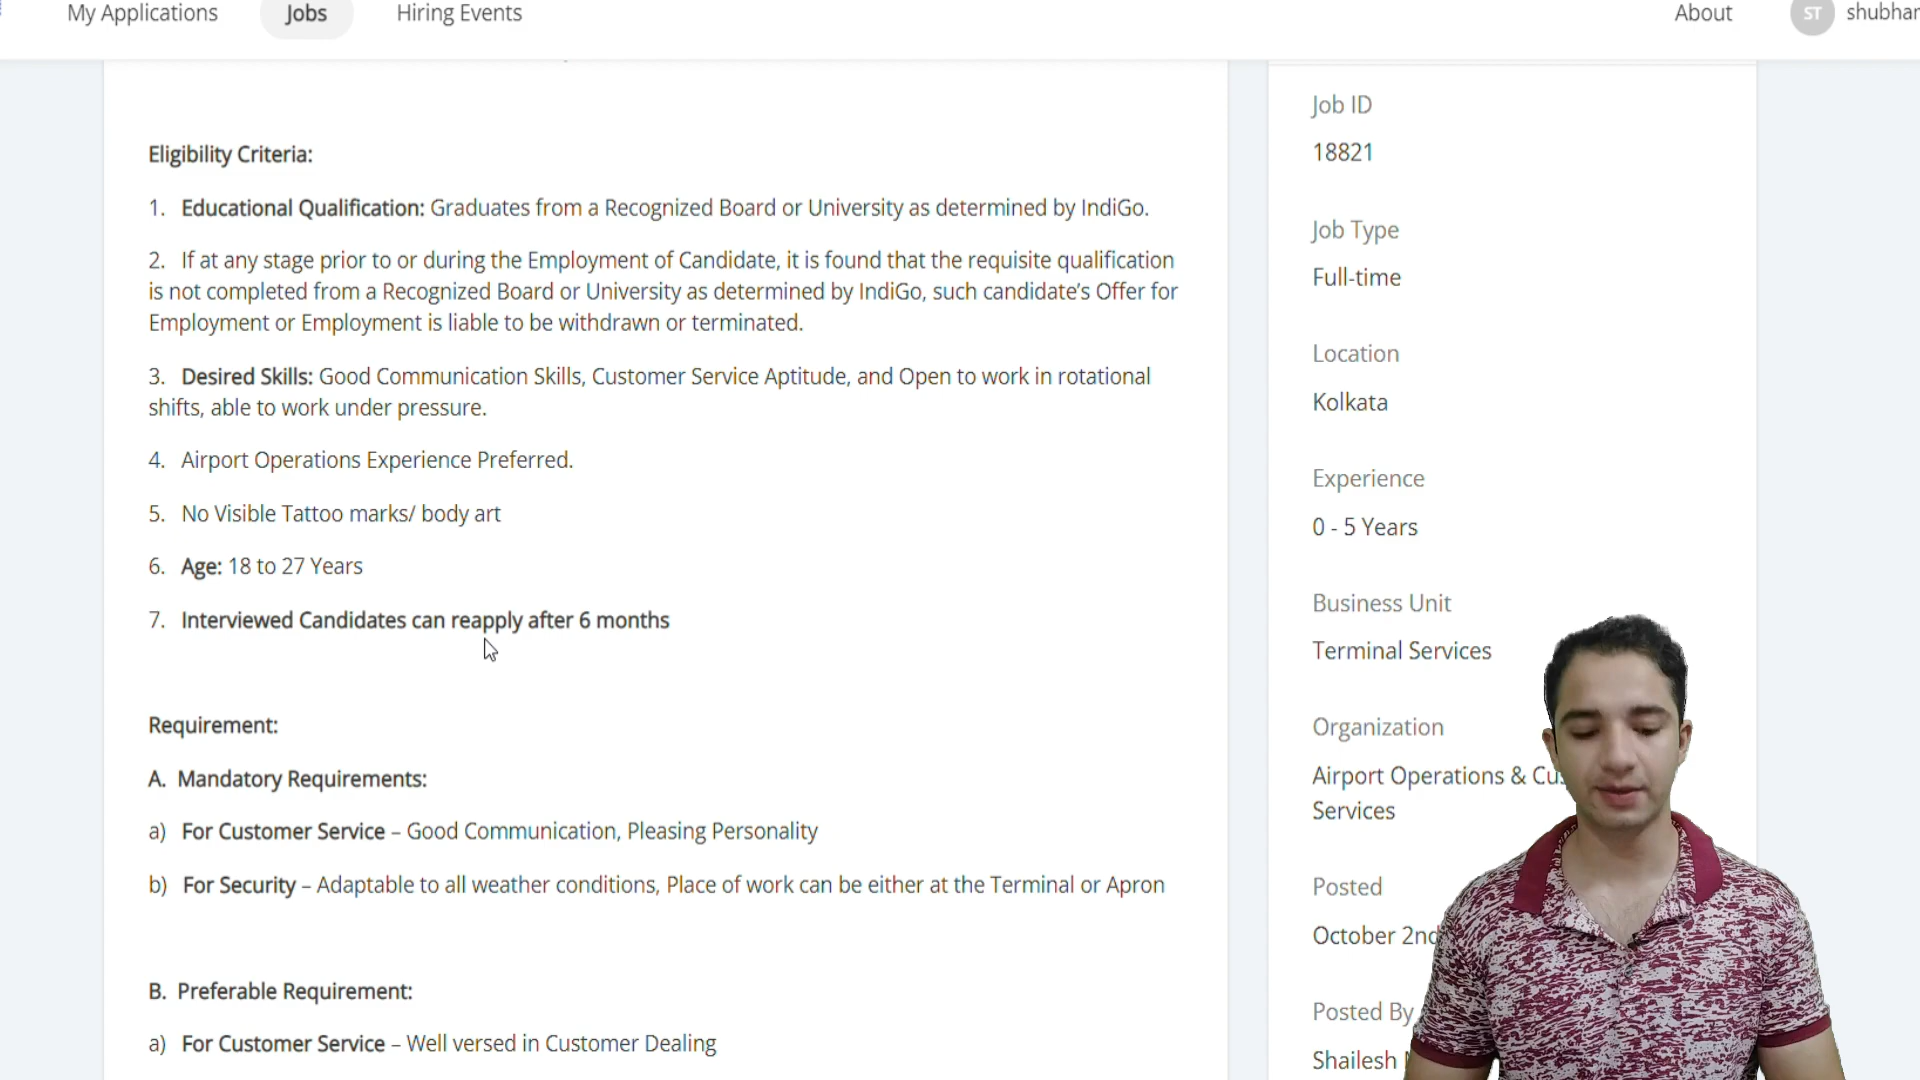 My Applications
Jobs
Hiring Events
About
ST
Eligibility Criteria:
1. Educational Qualification: Graduates from a Recognized Board or University as determined by IndiGo.
2. If at any stage prior to or during the Employment of Candidate, it is found that the requisite qualification
is not completed from a Recognized Board or University as determined by IndiGo, such candidate's Offer for
Employment or Employment is liable to be withdrawn or terminated.
3. Desired Skills: Good Communication Skills, Customer Service Aptitude, and Open to work in rotational
shifts, able to work under pressure.
4. Airport Operations Experience Preferred.
5. No Visible Tattoo marks/ body art
6. Age: 18 to 27 Years
7. Interviewed Candidates can reapply after 6 months
Requirement:
A. Mandatory Requirements:
a) For Customer Service – Good Communication, Pleasing Personality
b) For Security – Adaptable to all weather conditions, Place of work can be either at the Terminal or Apron
B. Preferable Requirement:
a) For Customer Service – Well versed in Customer Dealing
Job ID
18821
Job Type
Full-time
Location
Kolkata
Experience
0 - 5 Years
Business Unit
Terminal Services
Organization
Airport Operations &
Services
Posted
October 2nd
Posted By
Shailesh